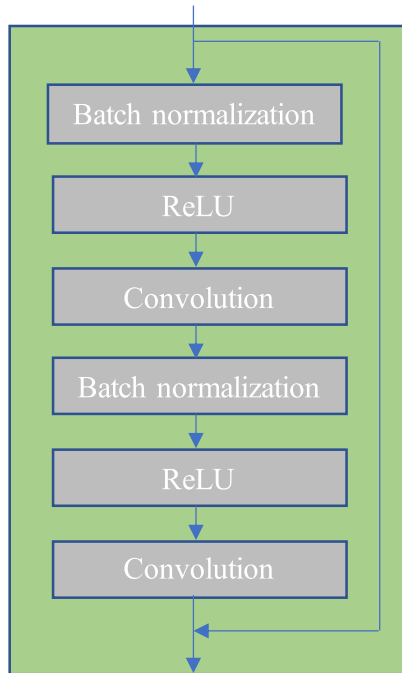 Batch normalization
ReLU
Convolution
Batch normalization
ReLU
Convolution